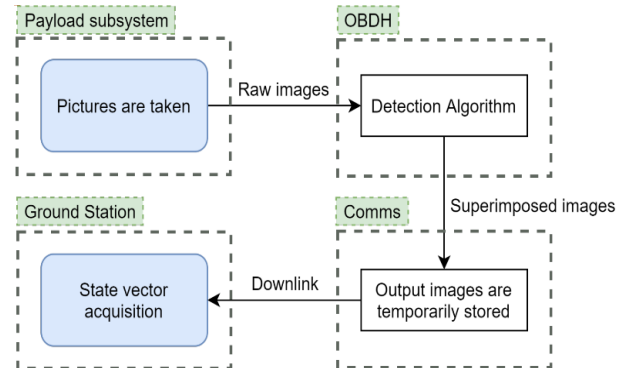 Payload subsystem
OBDH
Pictures are taken
Raw images
Detection Algorithm
Superimposed images
Ground Station
Comms
State vector
acquisition
Downlink
Output images are
temporarily stored